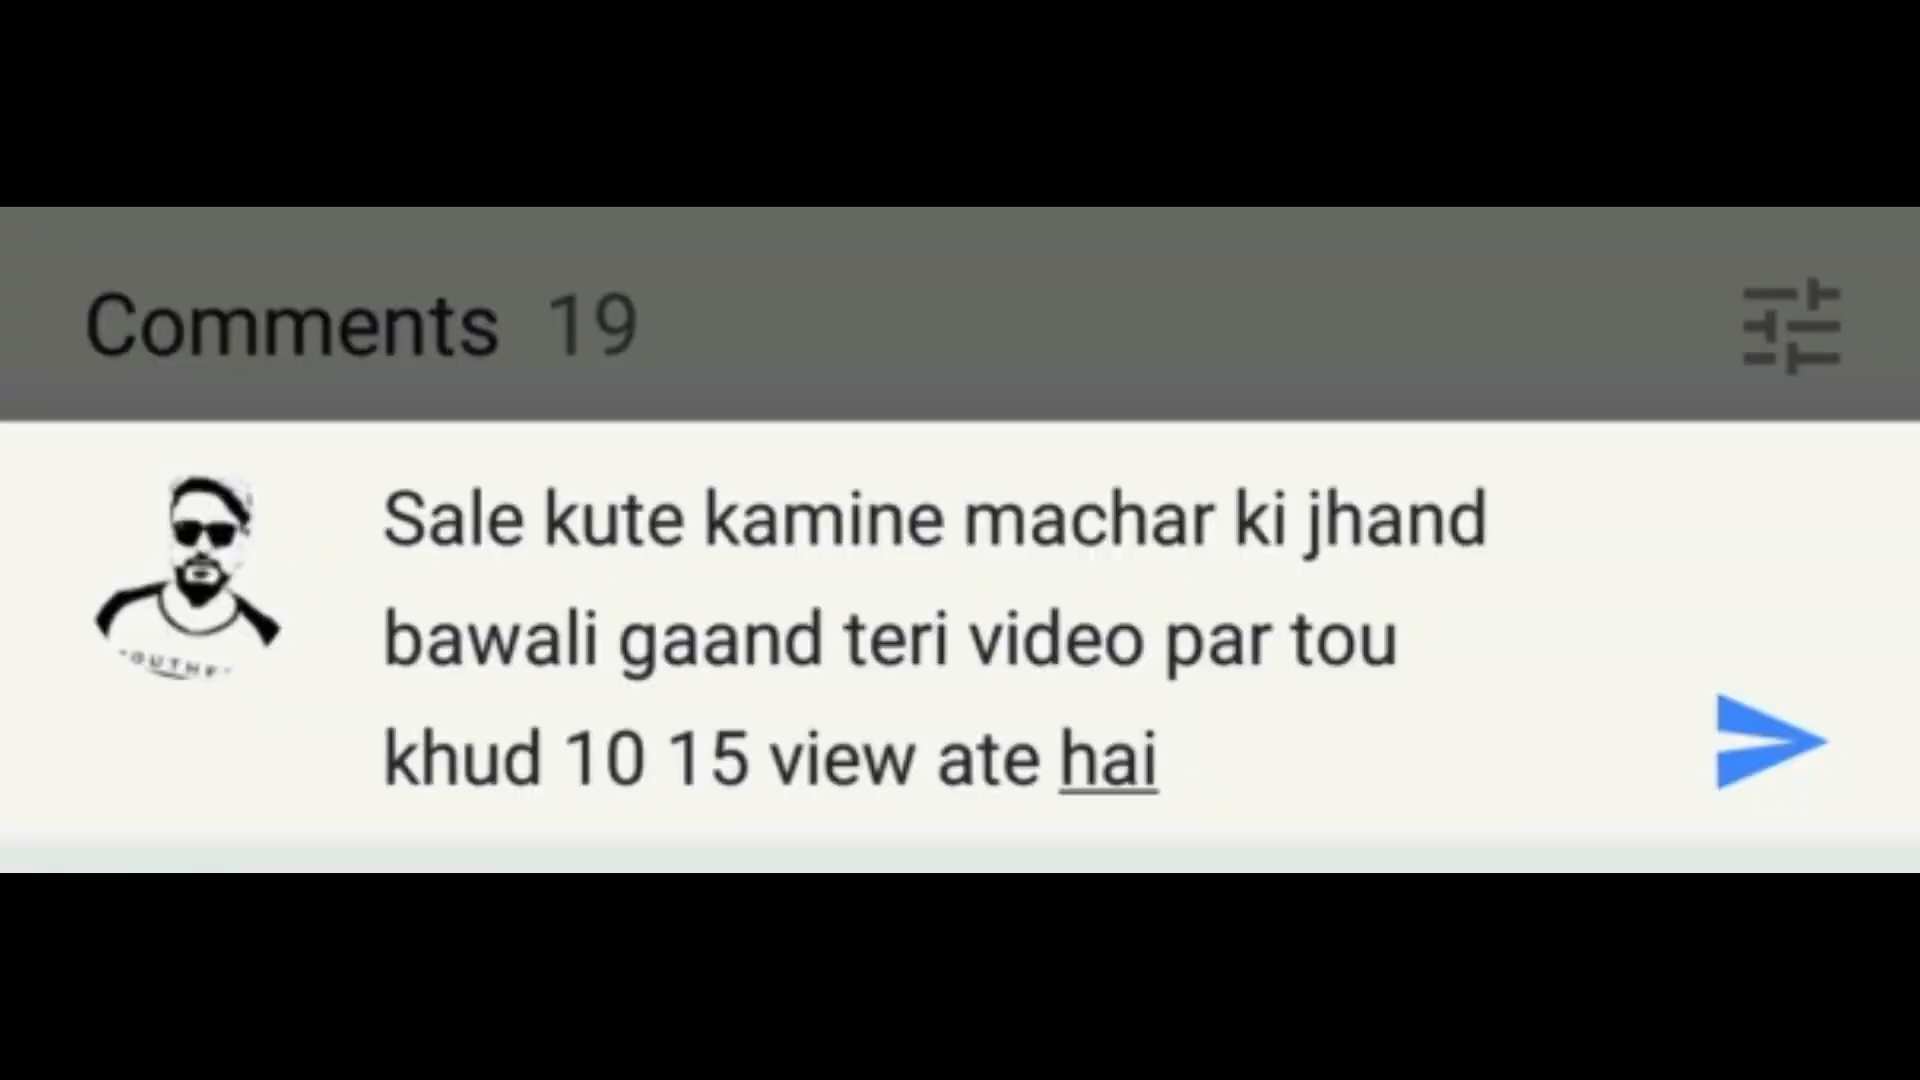 Comments 19
Sale kute kamine machar ki jhand
bawali gaand teri video par tou
khud 10 15 view ate hai